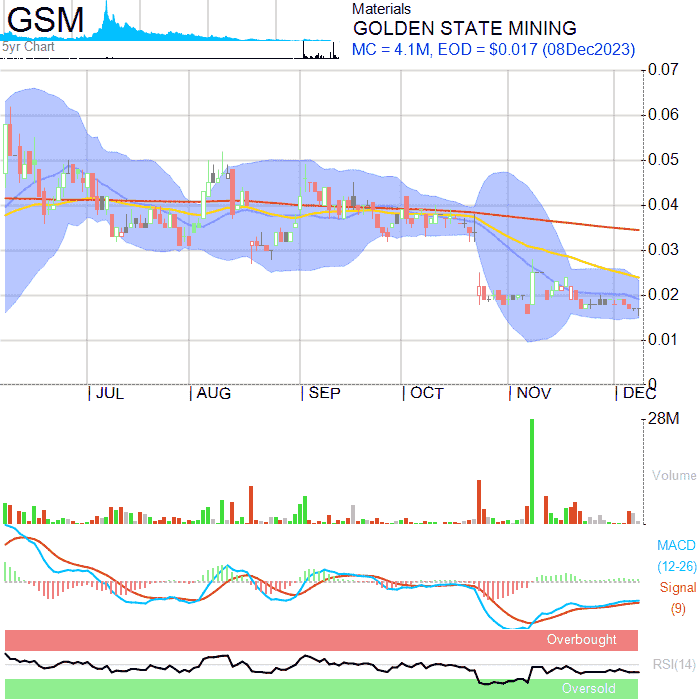 GSM
5yr Chart
Materials
GOLDEN STATE MINING
MC = 4.1M, EOD = $0.017 (08Dec2023)
0.07
0.06
0.05
0.04
0.03
0.02
0.01
0
JUL AUG SEP OCT NOV DEC
28M
Volume
MACD
(12-26)
Signal
(9)
Overbought
RSI(14)
Oversold